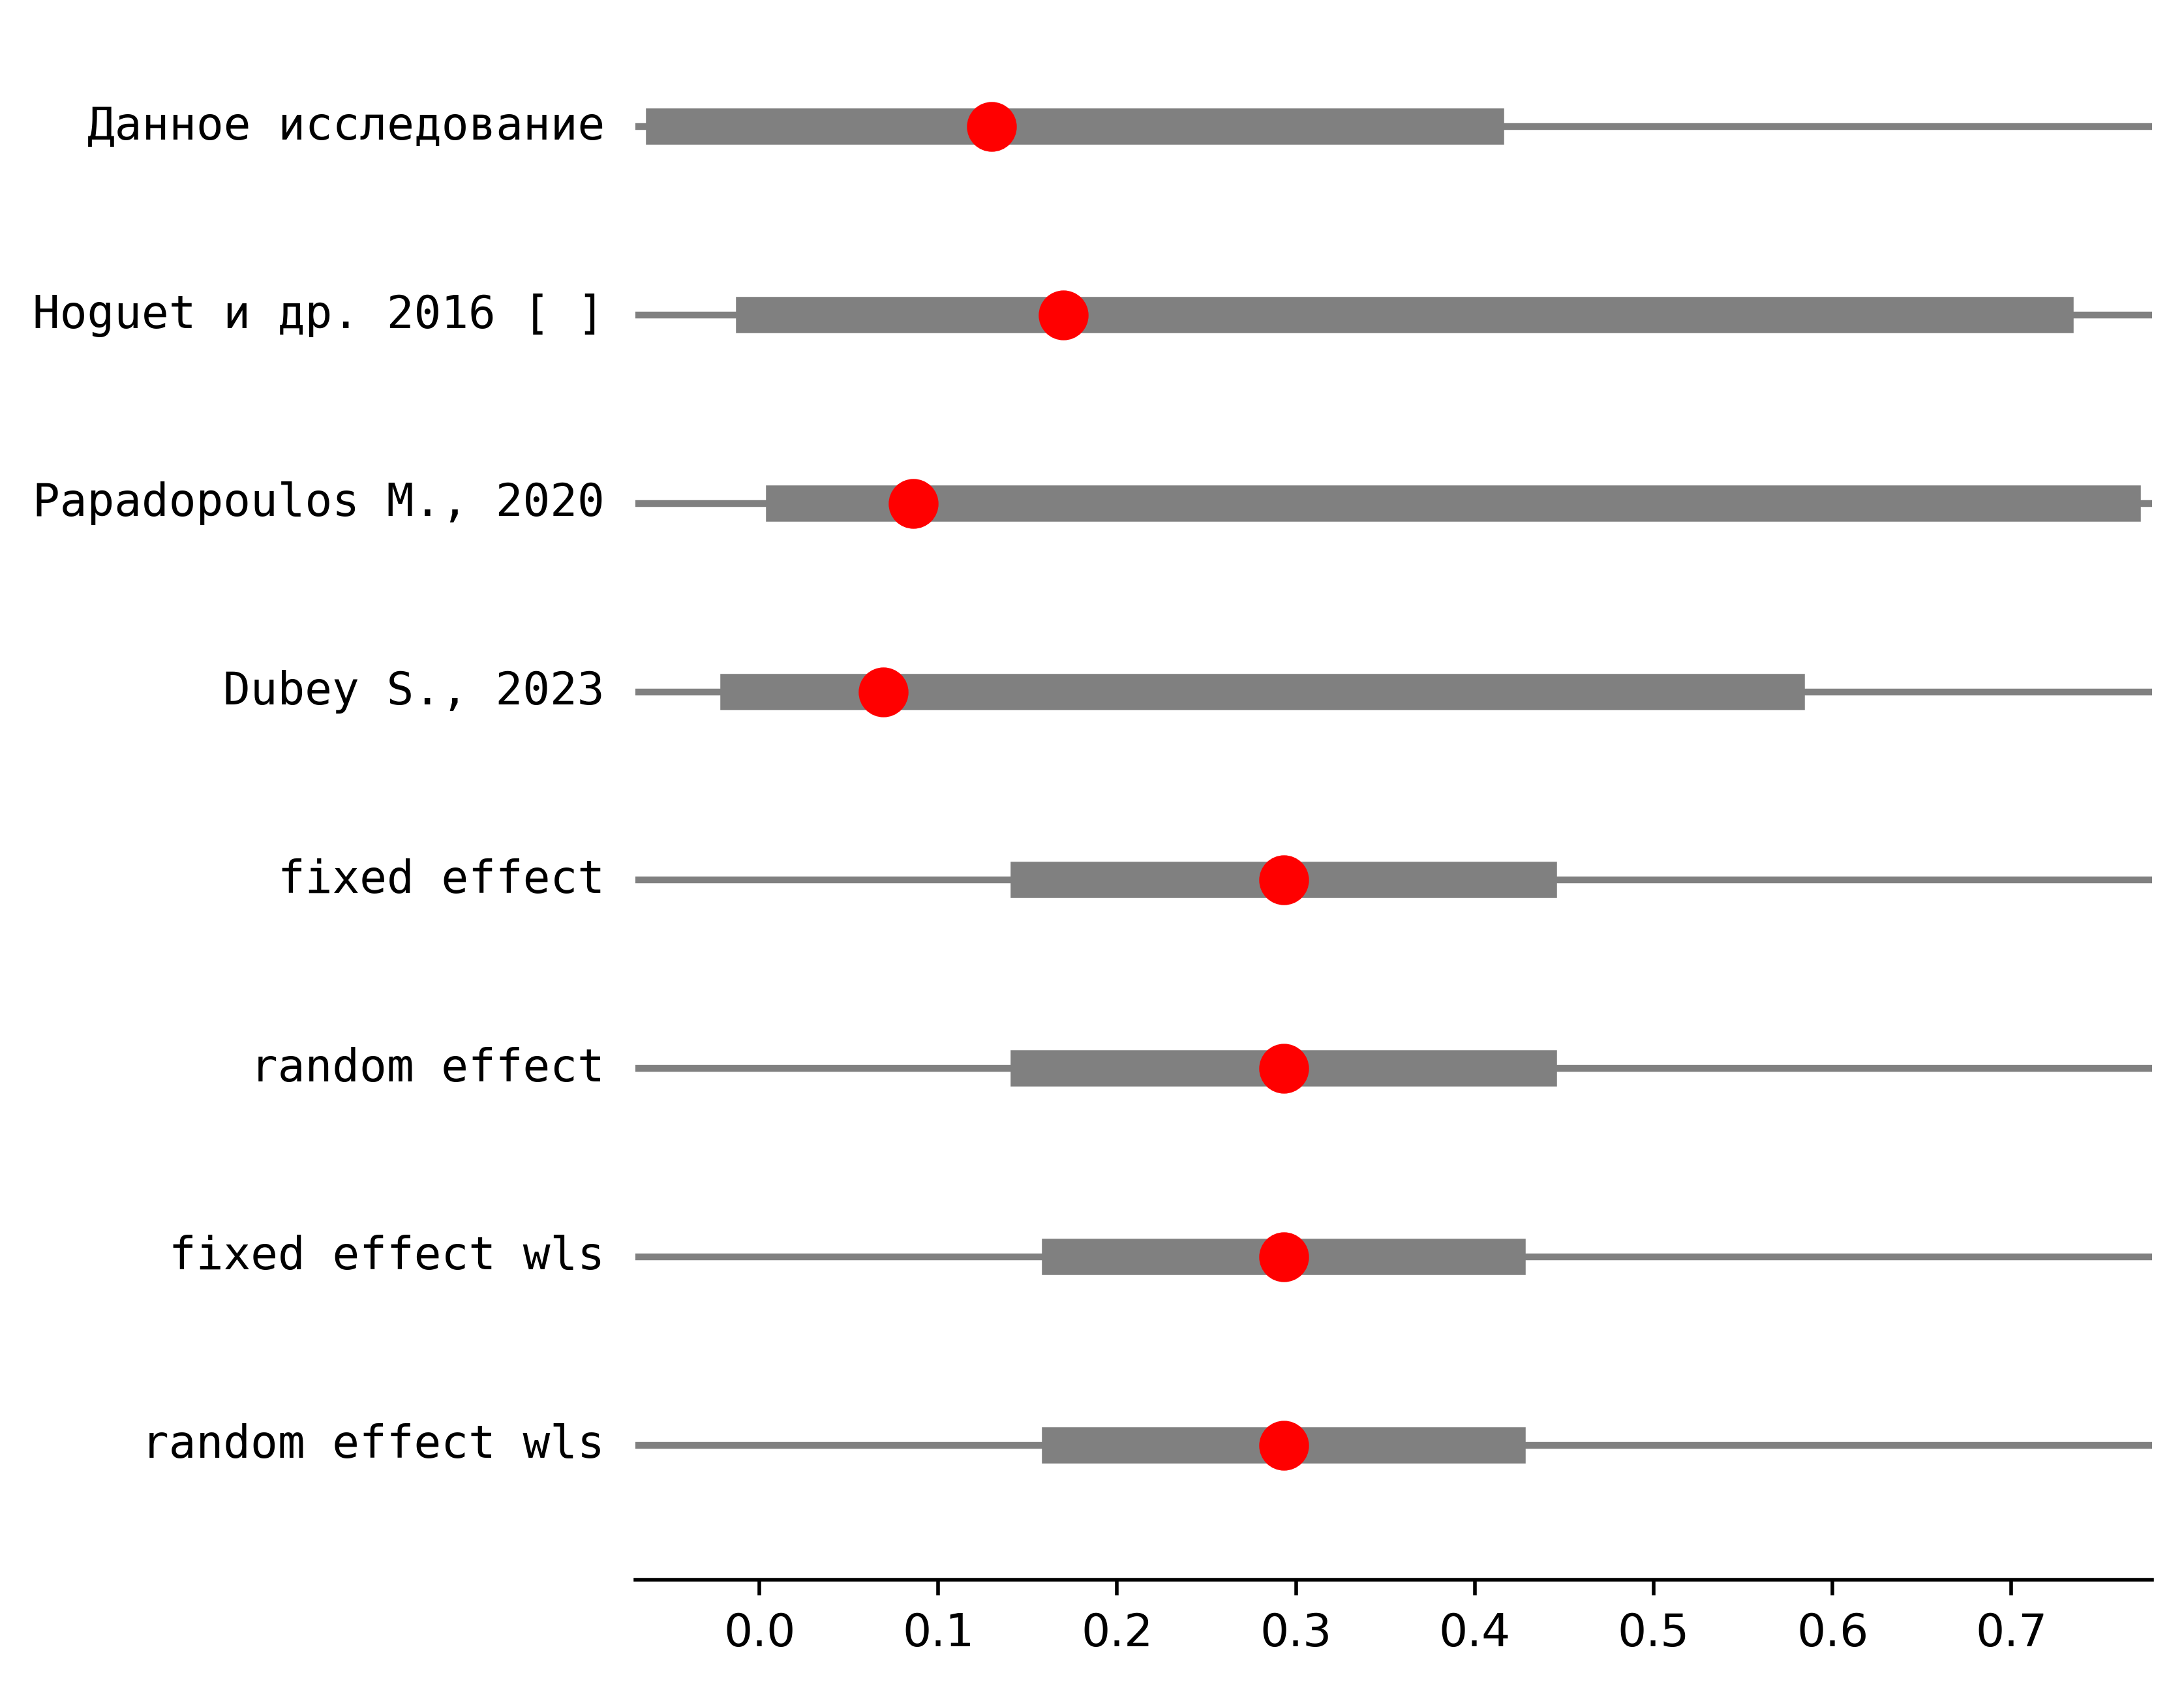 Данное исследование
Hoguet и др. 2016 [ ]
Papadopoulos M., 2020
Dubey S., 2023
fixed effect
random effect
fixed effect wls
random effect wls
0.0 0.1 0.2 0.3 0.4 0.5 0.6 0.7